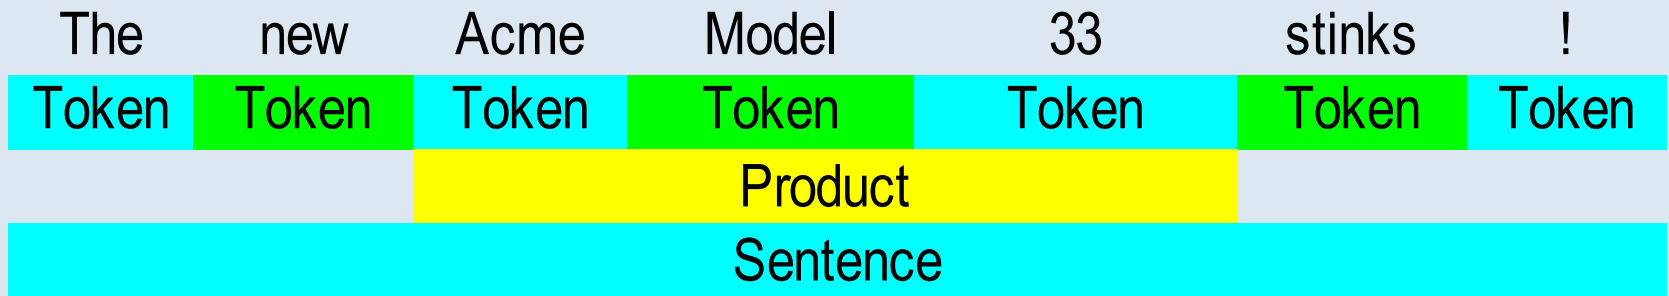 The new Acme Model 33 stinks !
Token Token Token Token Token Token Token
Product
Sentence